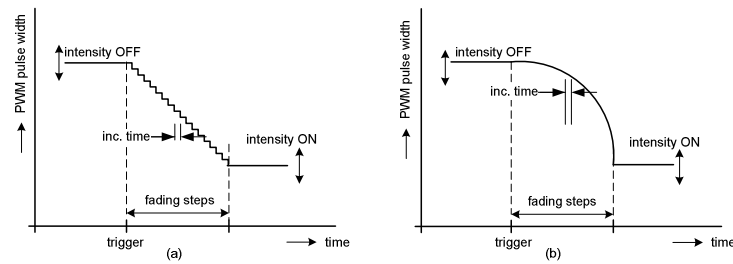 PWM pulse width
intensity OFF
inc. time
intensity ON
fading steps
trigger
time
(a)
PWM pulse width
intensity OFF
inc. time
intensity ON
fading steps
trigger
time
(b)